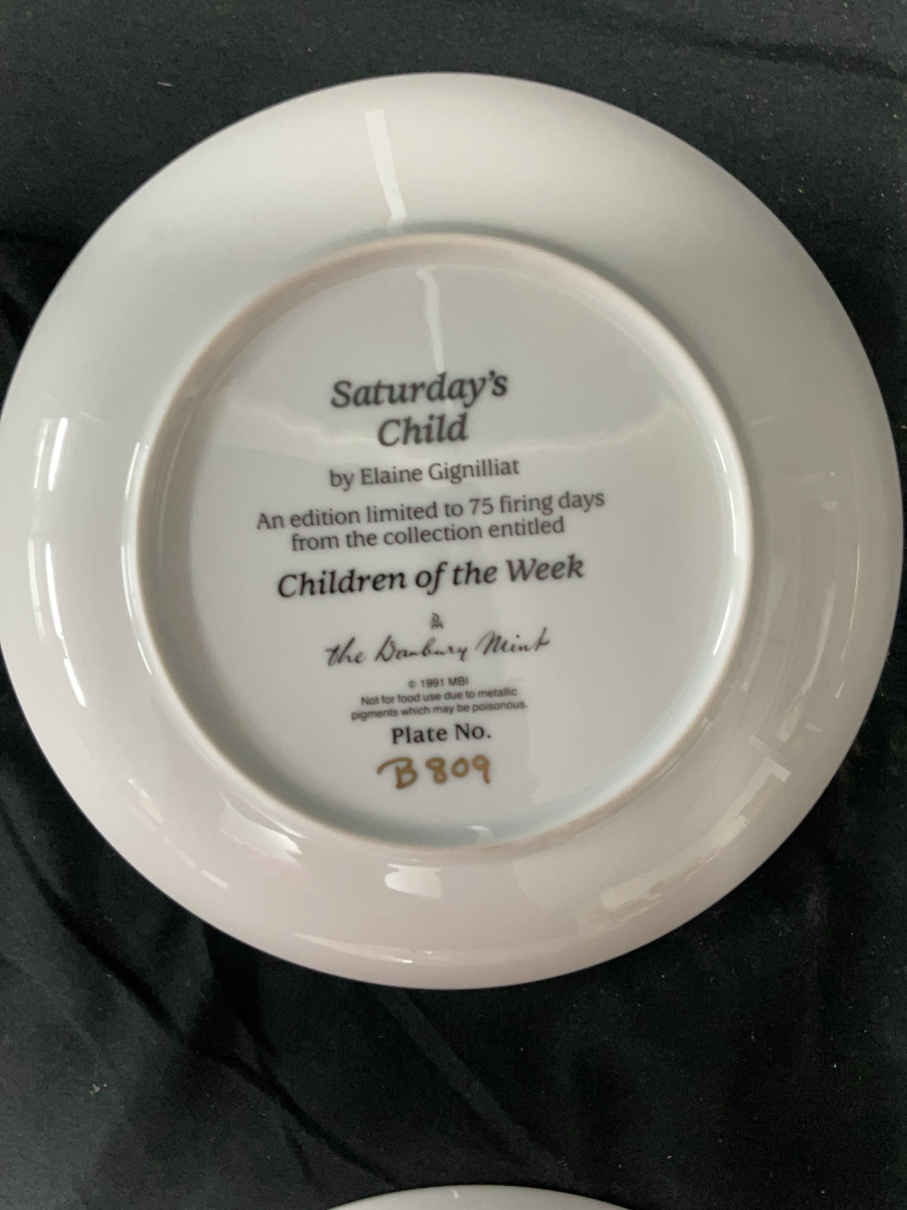 Saturday's
Child
by Elaine Gignilliat
An edition limited to 75 firing days
from the collection entitled
Children of the Week
the Danbury Mint
© 1991 MBI
Not for food use due to metallic
pigments which may be poisonous.
Plate No.
B809